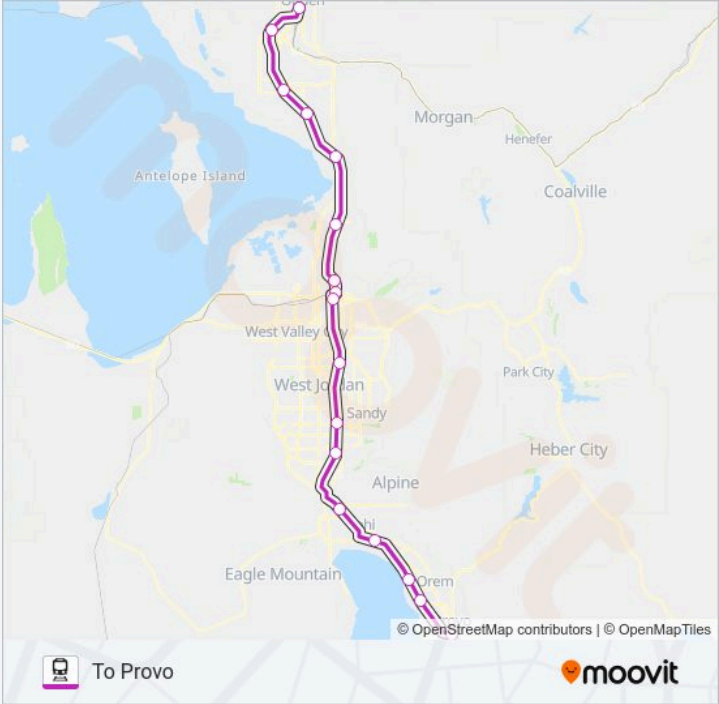 Morgan
Henefer
Antelope Island
Coalville
West Valley City
Park City
West Jordan
Sandy
Heber City
Alpine
Eagle Mountain
Orem
© OpenStreetMap contributors | © OpenMapTiles
To Provo
moovit